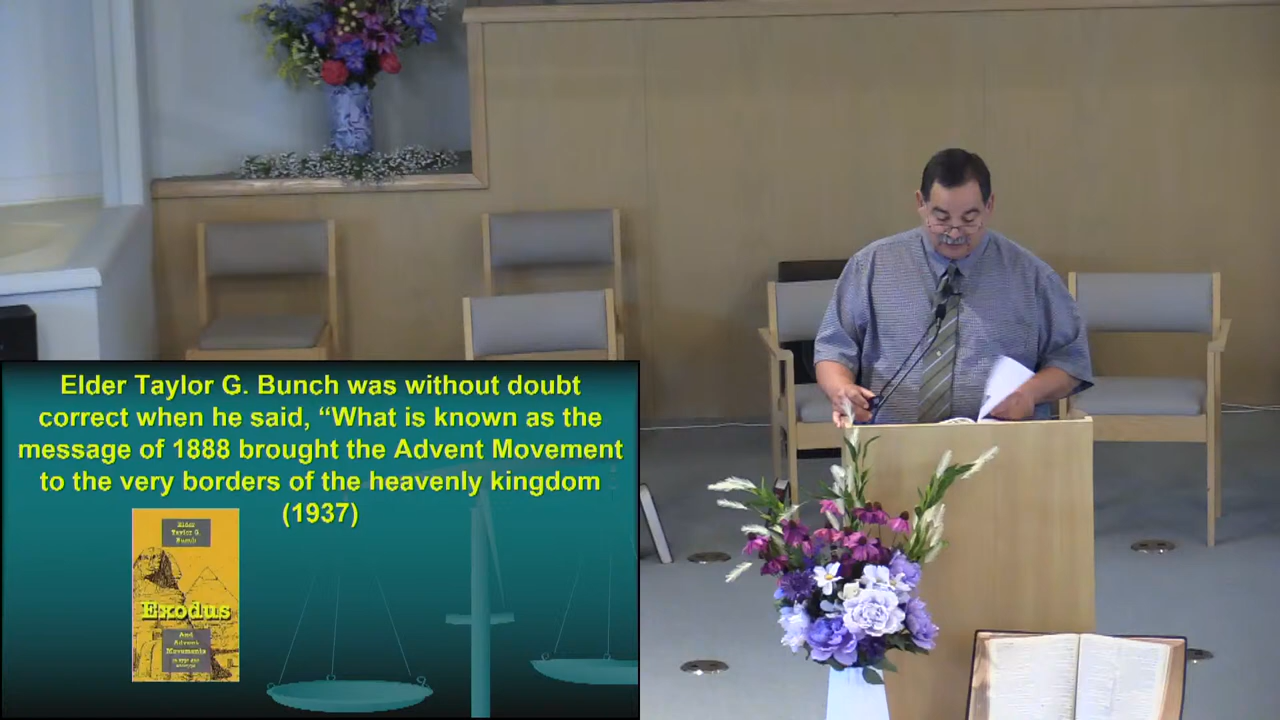 Elder Taylor G. Bunch was without doubt
correct when he said, “What is known as the
message of 1888 brought the Advent Movement
to the very borders of the heavenly kingdom
(1937)
Elder
Taylor G.
Bunch
Exodus
And
Advent
Movements